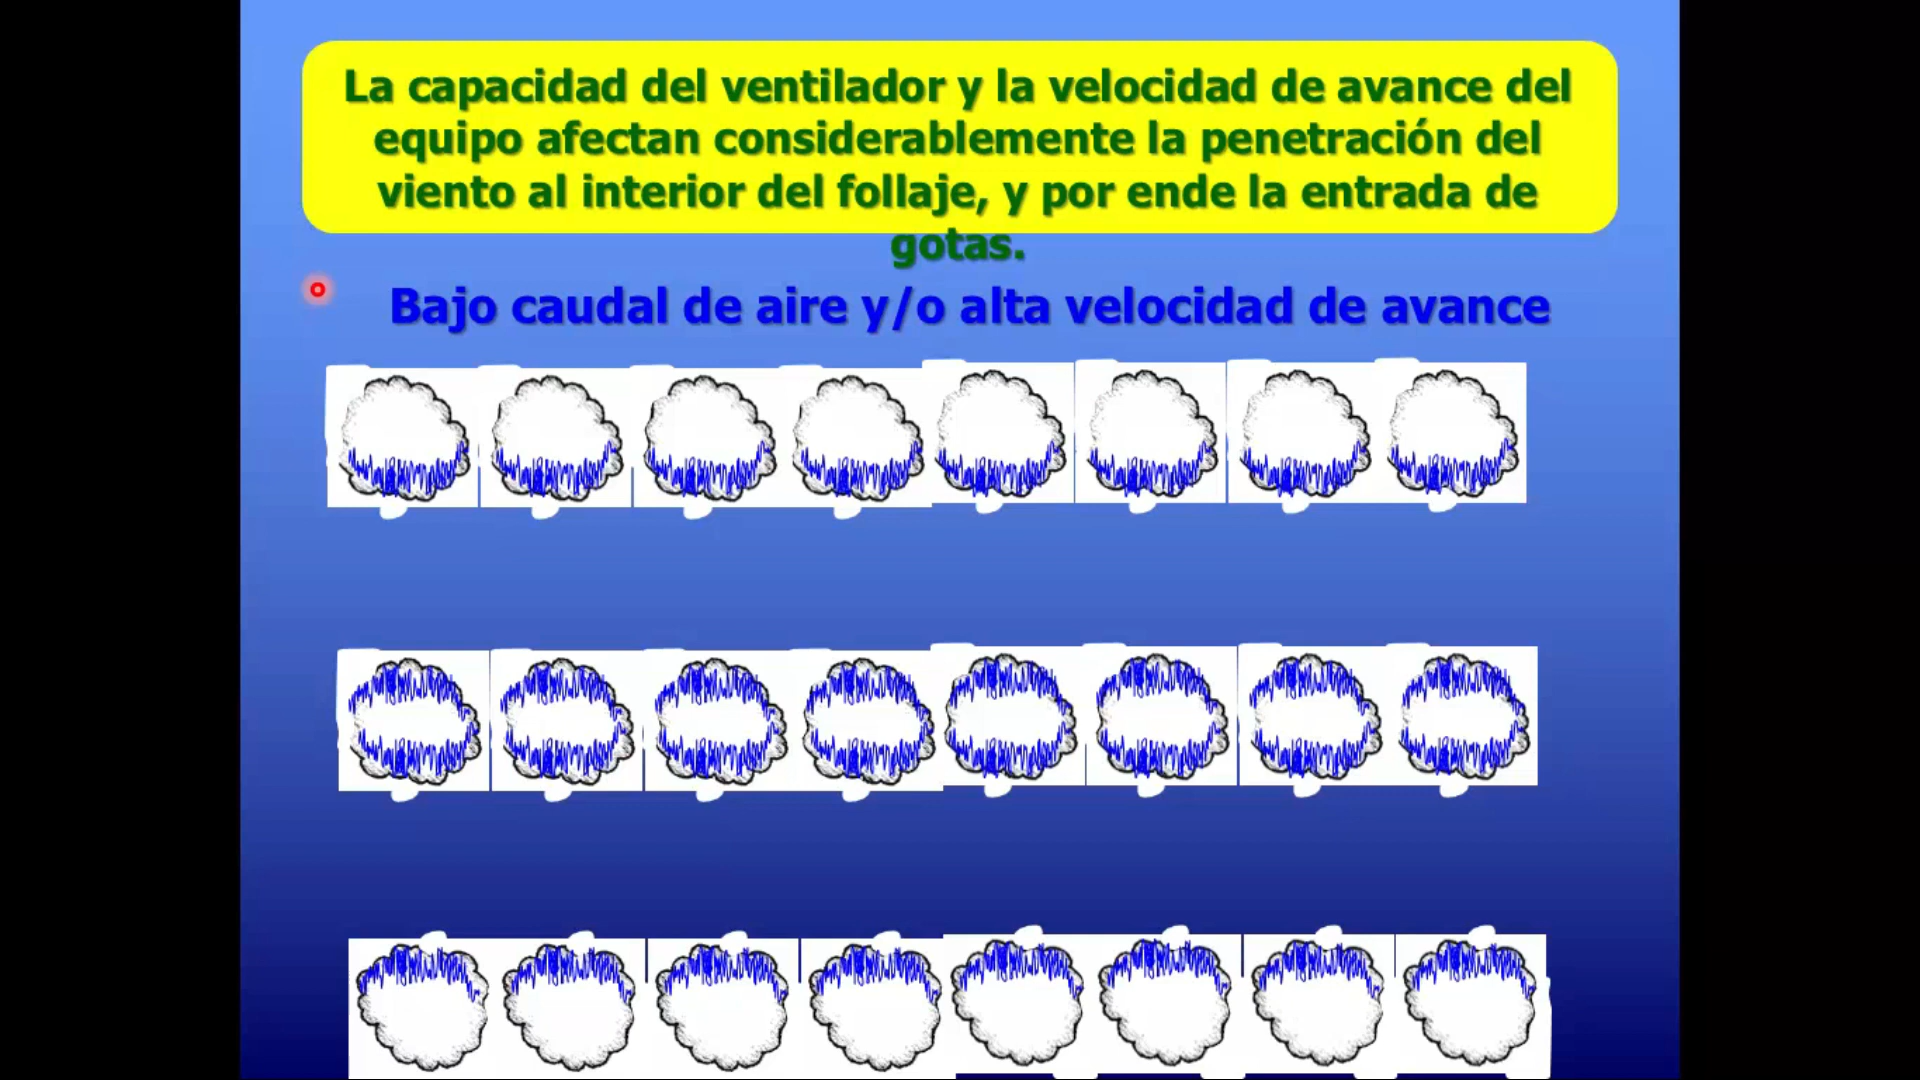 La capacidad del ventilador y la velocidad de avance del
equipo afectan considerablemente la penetración del
viento al interior del follaje, y por ende la entrada de
gotas.
Bajo caudal de aire y/o alta velocidad de avance